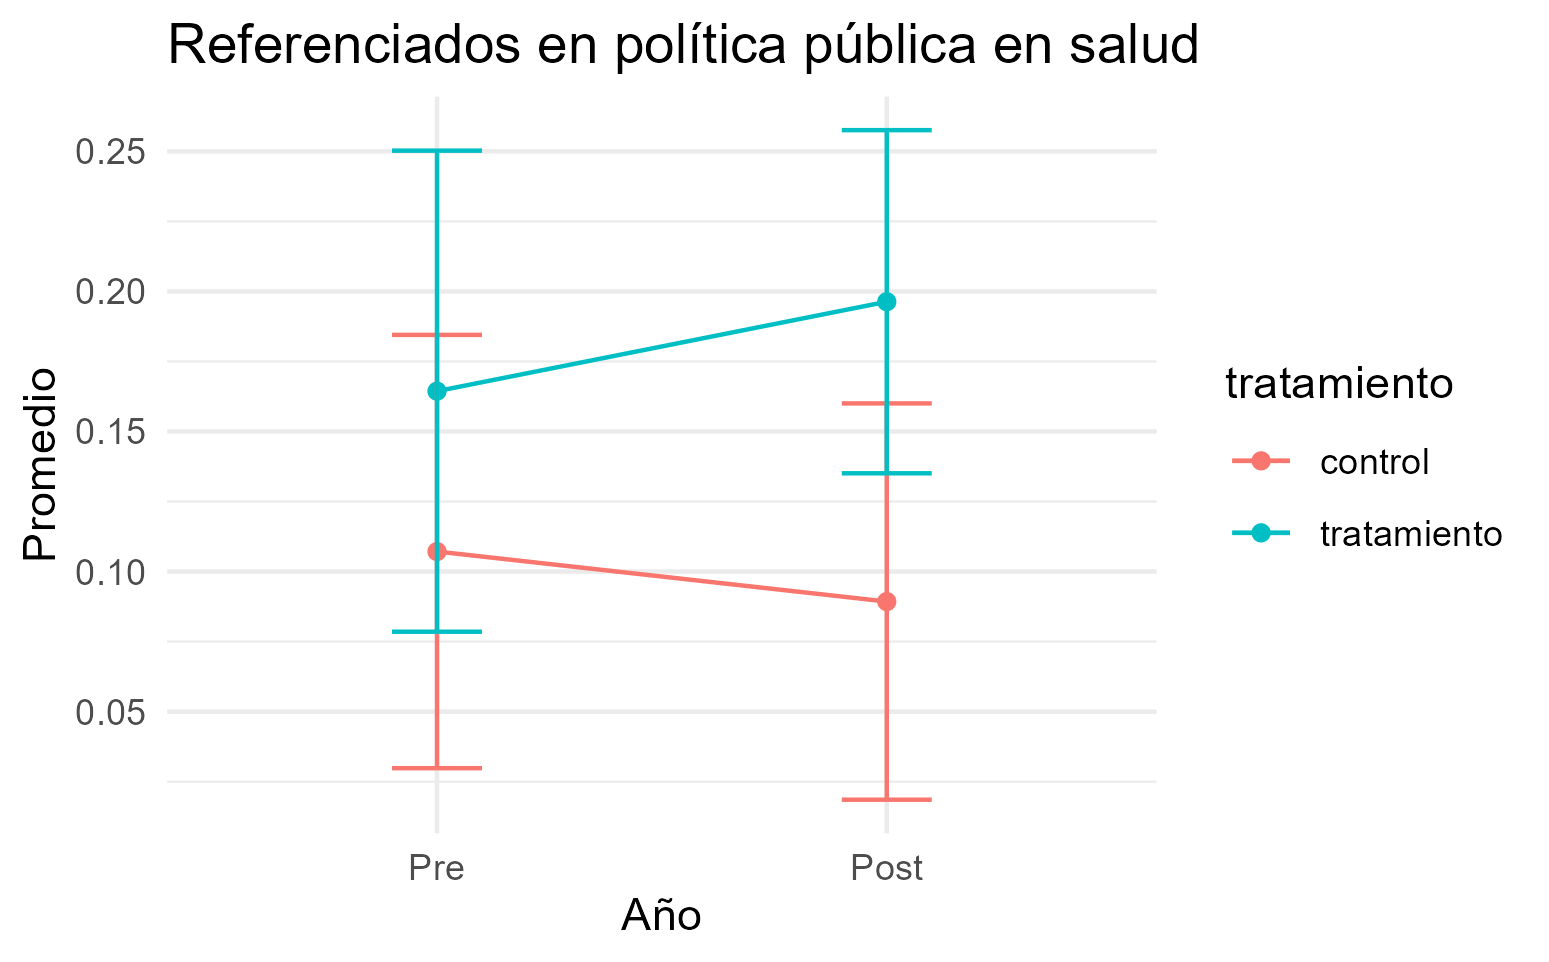 Referenciados en política pública en salud
0.25
0.20
0.15
0.10
0.05
Promedio
Pre
Post
Año
tratamiento
control
tratamiento